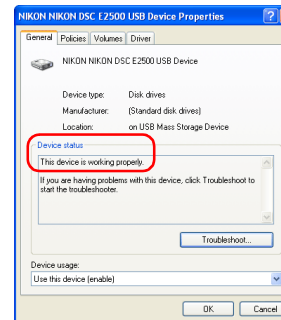 NIKON NIKON DSC E2500 USB Device Properties
General Policies Volumes Driver
NIKON NIKON DSC E2500 USB Device
Device type: Disk drives
Manufacturer: (Standard disk drives)
Location: on USB Mass Storage Device
Device status
This device is working properly.
If you are having problems with this device, click Troubleshoot to
start the troubleshooter.
Troubleshoot...
Device usage:
Use this device (enable)
OK Cancel